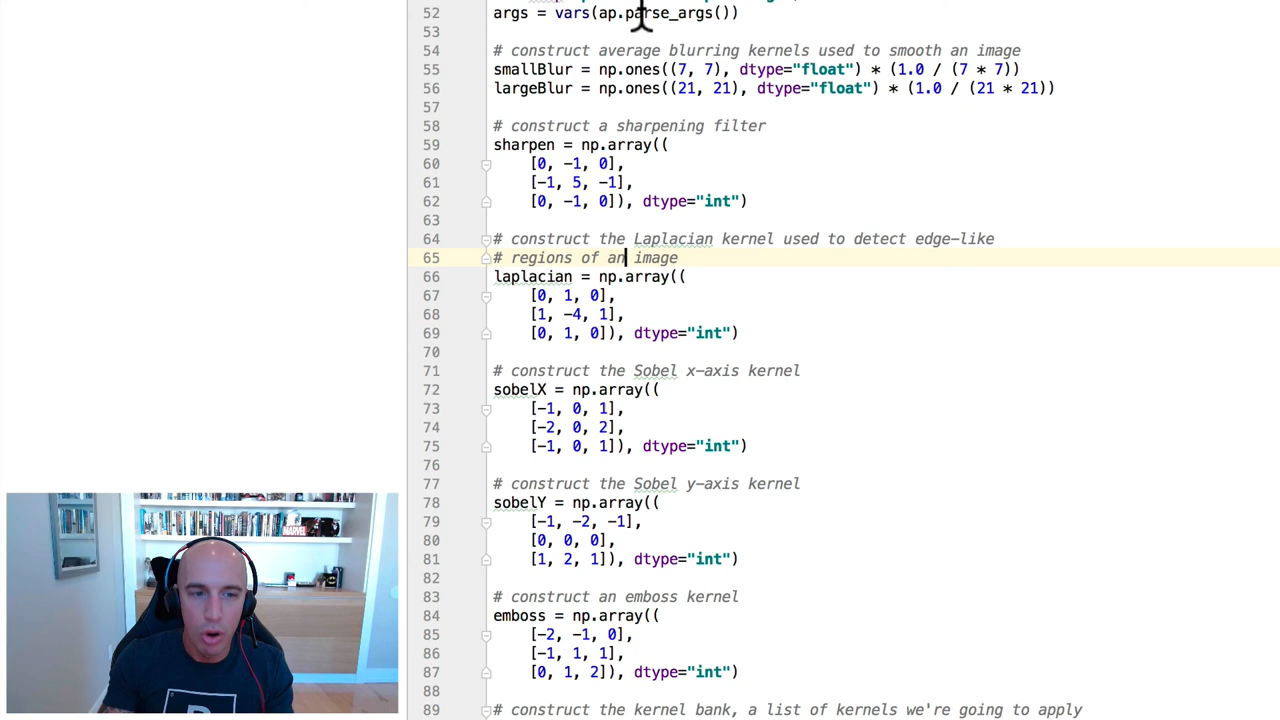 52 args = vars(ap.parse_args())
53
54 # construct average blurring kernels used to smooth an image
55 smallBlur = np.ones((7, 7), dtype="float") * (1.0 / (7 * 7))
56 largeBlur = np.ones((21, 21), dtype="float") * (1.0 / (21 * 21))
57
58 # construct a sharpening filter
59 sharpen = np.array((
60 [0, -1, 0],
61 [-1, 5, -1],
62 [0, -1, 0]), dtype="int")
63
64 # construct the Laplacian kernel used to detect edge-like
65 # regions of an image
66 laplacian = np.array((
67 [0, 1, 0],
68 [1, -4, 1],
69 [0, 1, 0]), dtype="int")
70
71 # construct the Sobel x-axis kernel
72 sobelX = np.array((
73 [-1, 0, 1],
74 [-2, 0, 2],
75 [-1, 0, 1]), dtype="int")
76
77 # construct the Sobel y-axis kernel
78 sobelY = np.array((
79 [-1, -2, -1],
80 [0, 0, 0],
81 [1, 2, 1]), dtype="int")
82
83 # construct an emboss kernel
84 emboss = np.array((
85 [-2, -1, 0],
86 [-1, 1, 1],
87 [0, 1, 2]), dtype="int")
88
89 # construct the kernel bank, a list of kernels we're going to apply
MARVEL